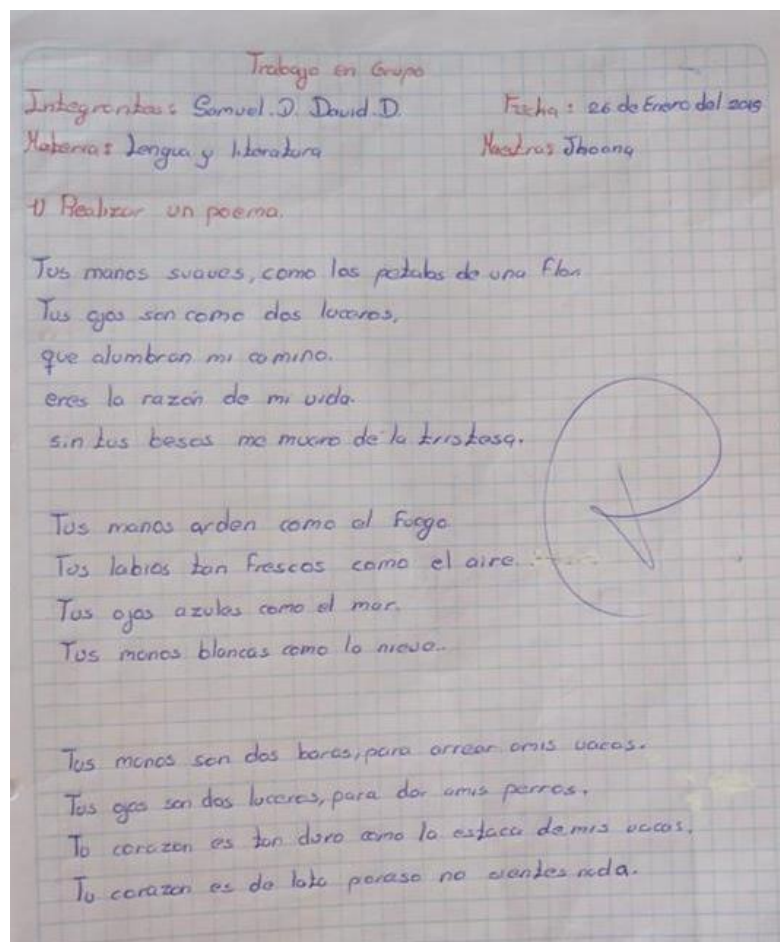 Trabajo en Grupo
Integrantes: Samuel.D. David.D. Fecha: 26 de Enero del 2019
Materia: Lengua y literatura Maestra: Jhoana
1) Realizar un poema.
Tus manos suaves, como los petalos de una flor
Tus ojos son como dos luceros,
que alumbran mi camino.
eres la razón de mi vida.
sin tus besos me muero de la tristesa.
Tus manos arden como el fuego
Tus labios tan frescos como el aire.
Tus ojos azules como el mar.
Tus manos blancas como la nieve.
Tus manos son dos baras, para arrear amis vacas.
Tus ojos son dos luceros, para dar amis perros.
Tu corazon es tan duro como la estaca demis vacas.
Tu corazon es de lata poreso no cientes nada.